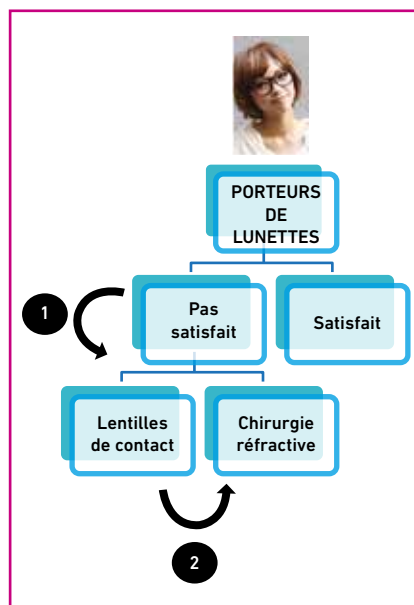 PORTEURS
DE
LUNETTES
1
Pas
satisfait
Satisfait
Lentilles
de contact
Chirurgie
réfractive
2